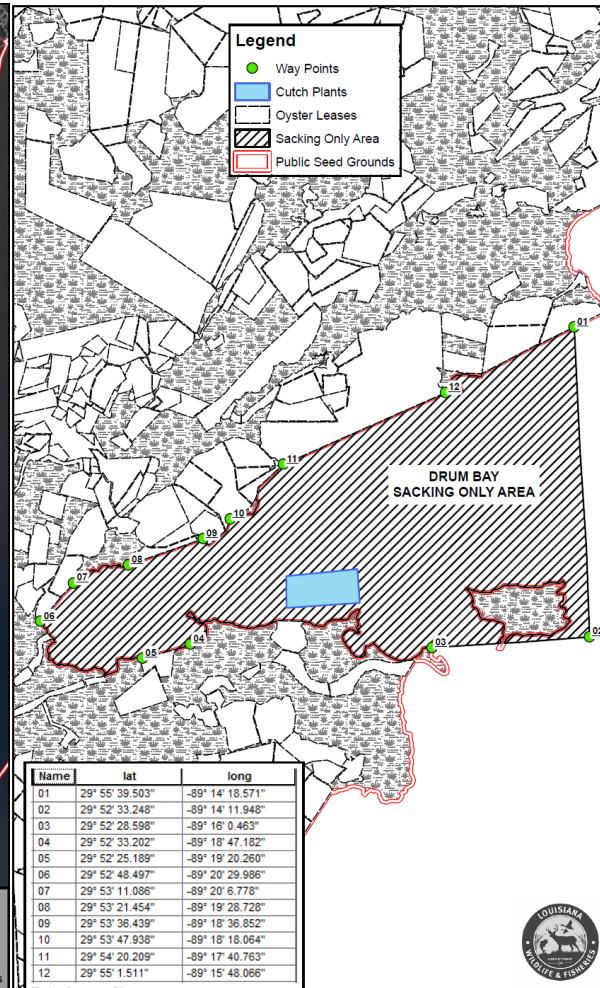 Legend
Way Points
Cutch Plants
Oyster Leases
Sacking Only Area
Public Seed Grounds
01
12
11
DRUM BAY
SACKING ONLY AREA
10
09
08
07
06
04
03
02
05
Name lat long
01 29° 55' 39.503" -89° 14' 18.571"
02 29° 52' 33.248" -89° 14' 11.948"
03 29° 52' 28.598" -89° 16' 0.463"
04 29° 52' 33.202" -89° 18' 47.182"
05 29° 52' 25.189" -89° 19' 20.260"
06 29° 52' 48.497" -89° 20' 29.986"
07 29° 53' 11.086" -89° 20' 6.778"
08 29° 53' 21.454" -89° 19' 28.728"
09 29° 53' 36.439" -89° 18' 36.852"
10 29° 53' 47.938" -89° 18' 18.064"
11 29° 54' 20.209" -89° 17' 40.763"
12 29° 55' 1.511" -89° 15' 48.066"
LOUISIANA
WILDLIFE & FISHERIES